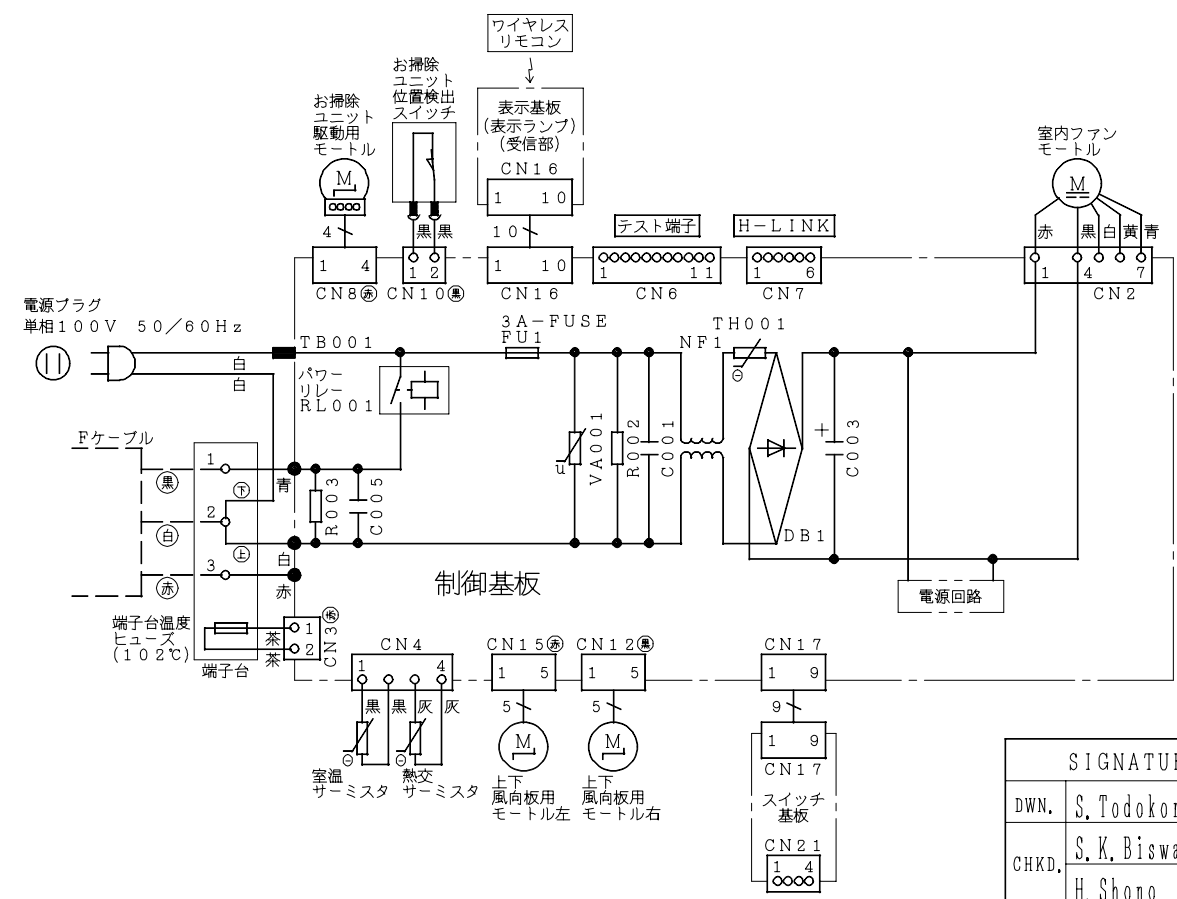 ワイヤレス
リモコン
お掃除
ユニット
位置検出
スイッチ
お掃除
ユニット
駆動用
モートル
表示基板
(表示ランプ)
(受信部)
室内ファン
モートル
CN16
M
1 10
M
4
黒 黒
10
テスト端子
H-LINK
赤 黒 白 黄 青
1 4
1 2
1 10
1 11
1 6
1 4 7
CN8赤
CN10黒
CN16
CN6
CN7
CN2
電源プラグ
単相100V 50/60Hz
TB001
3A-FUSE
FU1
NF1
TH001
白
白
パワー
リレー
RL001
Fケーブル
VA001
u
R002
C001
+
C003
DB1
1
黒
下
青
R003
C005
2
白
上
白
3
赤
赤
制御基板
電源回路
端子台温度
ヒューズ
(102℃)
端子台
茶
茶
1
2
CN3赤
CN4
CN15赤
CN12黒
CN17
1 4
1 5
1 5
1 9
黒 黒 灰 灰
5
5
9
M
M
1 9
CN17
室温
サーミスタ
熱交
サーミスタ
上下
風向板用
モートル左
上下
風向板用
モートル右
スイッチ
基板
CN21
1 4
SIGNATU
DWN. S. Todoko
CHKD. S. K. Biswa
H. Shono